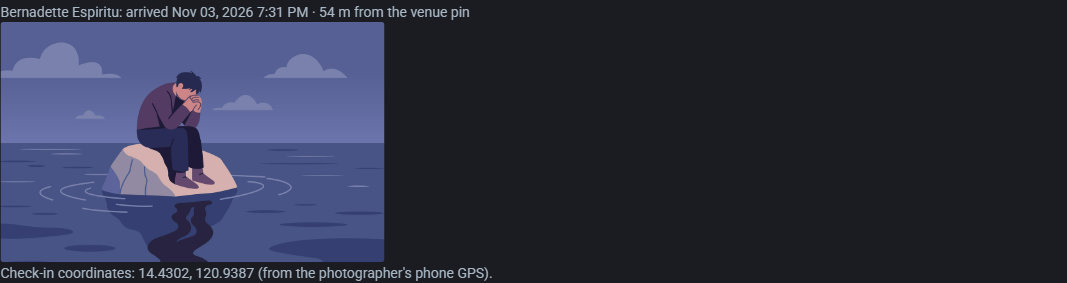 Bernadette Espiritu: arrived Nov 03, 2026 7:31 PM · 54 m from the venue pin
Check-in coordinates: 14.4302, 120.9387 (from the photographer's phone GPS).